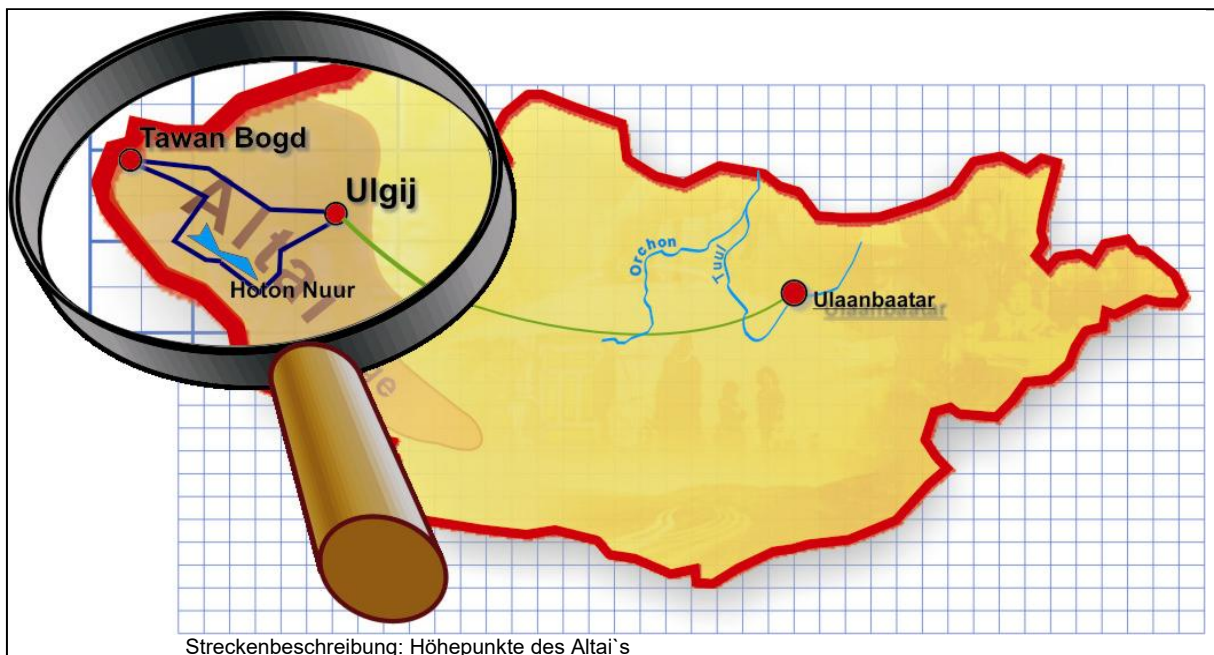 Tawan Bogd
Ulgij
Altai
Hoton Nuur
Orchon
Tuul
Ulaanbaatar
Streckenbeschreibung: Höhepunkte des Altai`s